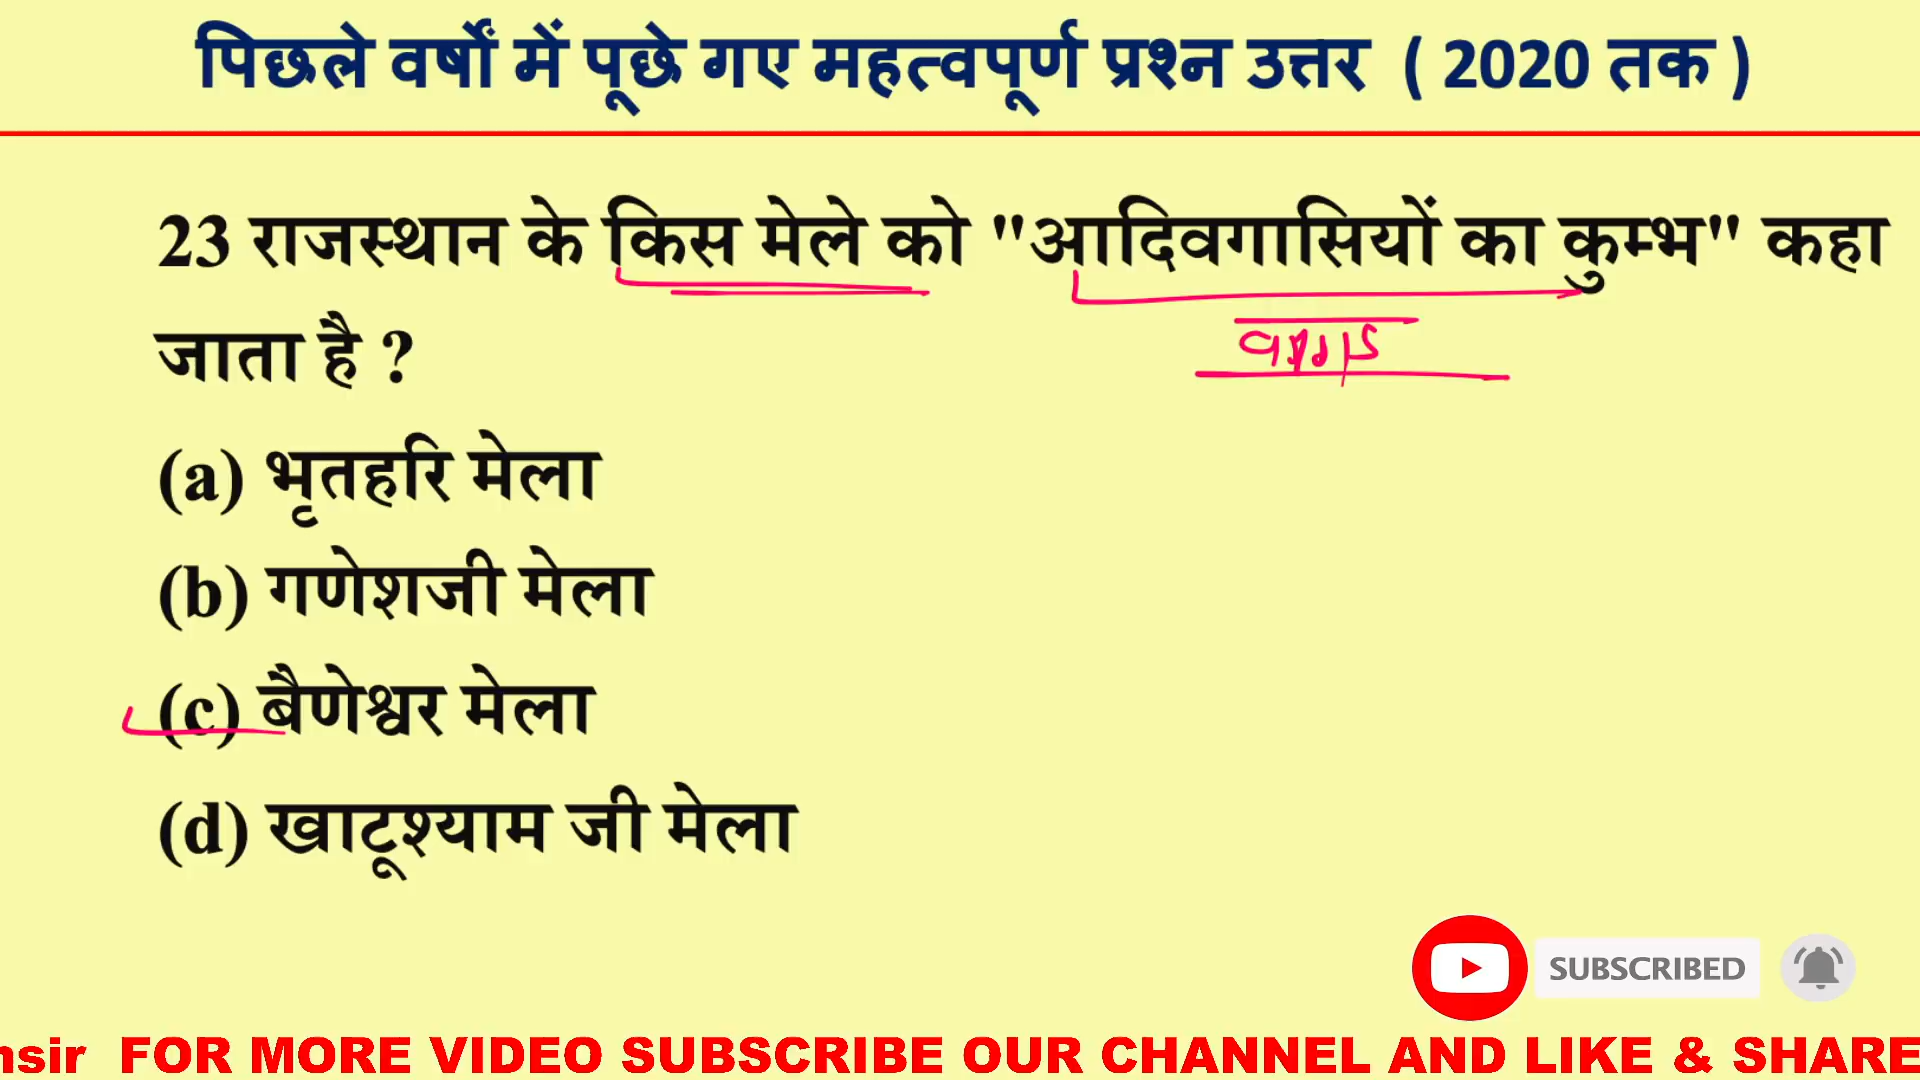 पिछले वर्षों में पूछे गए महत्वपूर्ण प्रश्न उत्तर ( 2020 तक )
23 राजस्थान के किस मेले को "आदिवगासियों का कुम्भ" कहा
जाता है ?
(a) भृतहरि मेला
(b) गणेशजी मेला
(c) बैणेश्वर मेला
(d) खाटूश्याम जी मेला
SUBSCRIBED
FOR MORE VIDEO SUBSCRIBE OUR CHANNEL AND LIKE & SHARE